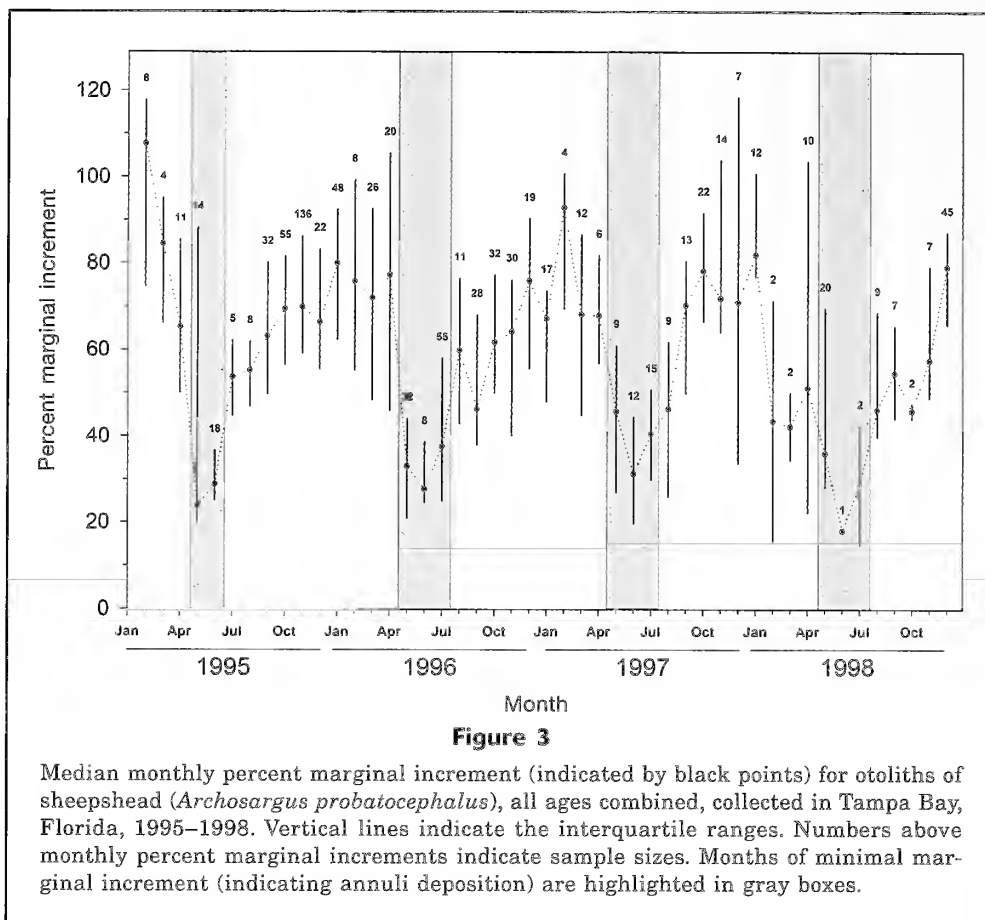 Percent marginal increment
120
100
80
60
40
20
0
8 4 11 14 18 5 8 32 55 136 22 48 8 26 20 8 55 11 28 32 30 19 17 4 12 6 9 12 15 9 13 22 14 7 12 2 2 10 20 1 2 9 7 2 7 45
Jan Apr Jul Oct Jan Apr Jul Oct Jan Apr Jul Oct Jan Apr Jul Oct
1995 1996 1997 1998
Month
Figure 3
Median monthly percent marginal increment (indicated by black points) for otoliths of
sheepshead (Archosargus probatocephalus), all ages combined, collected in Tampa Bay,
Florida, 1995–1998. Vertical lines indicate the interquartile ranges. Numbers above
monthly percent marginal increments indicate sample sizes. Months of minimal mar-
ginal increment (indicating annuli deposition) are highlighted in gray boxes.